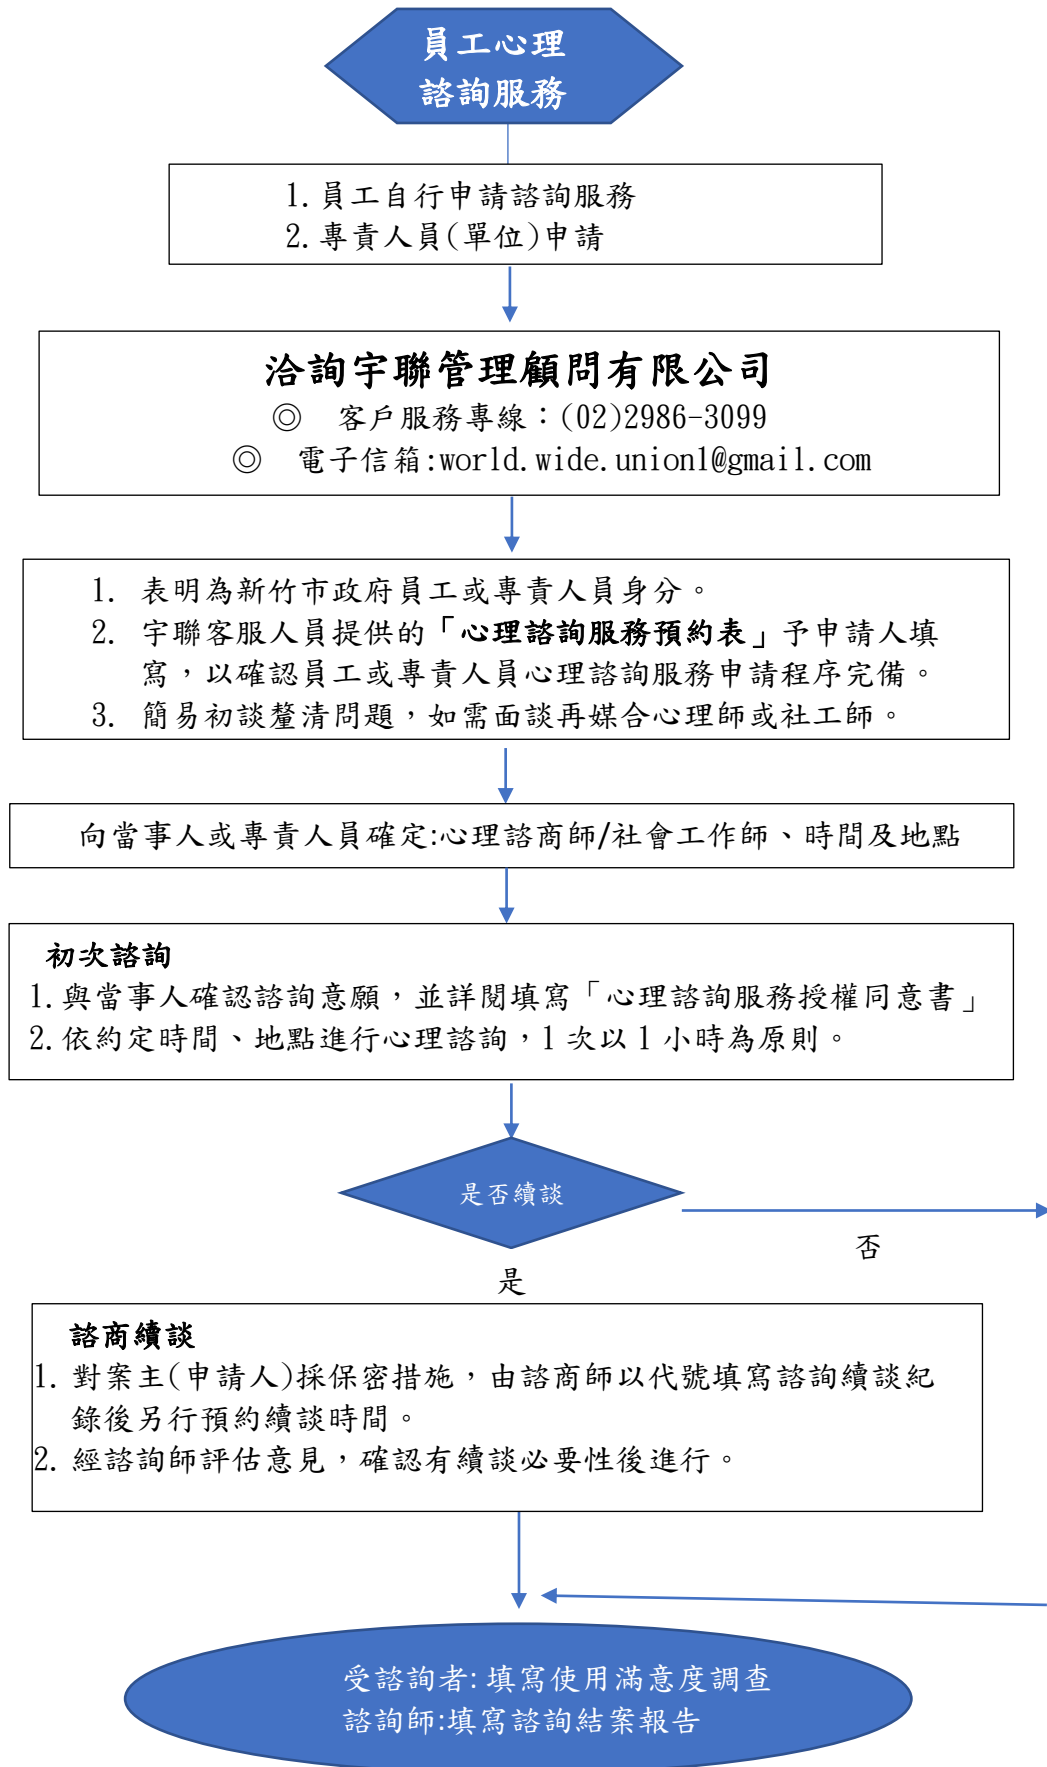 員工心理
諮詢服務
1.員工自行申請諮詢服務
2.專責人員(單位)申請
洽詢宇聯管理顧問有限公司
◎ 客戶服務專線：(02)2986-3099
◎ 電子信箱:world.wide.union1@gmail.com
1. 表明為新竹市政府員工或專責人員身分。
2. 宇聯客服人員提供的「心理諮詢服務預約表」予申請人填
寫，以確認員工或專責人員心理諮詢服務申請程序完備。
3. 簡易初談釐清問題，如需面談再媒合心理師或社工師。
向當事人或專責人員確定:心理諮商師/社會工作師、時間及地點
初次諮詢
1.與當事人確認諮詢意願，並詳閱填寫「心理諮詢服務授權同意書」
2.依約定時間、地點進行心理諮詢，1次以1小時為原則。
是否續談
否
是
諮商續談
1. 對案主(申請人)採保密措施，由諮商師以代號填寫諮詢續談紀
錄後另行預約續談時間。
2. 經諮詢師評估意見，確認有續談必要性後進行。
受諮詢者:填寫使用滿意度調查
諮詢師:填寫諮詢結案報告